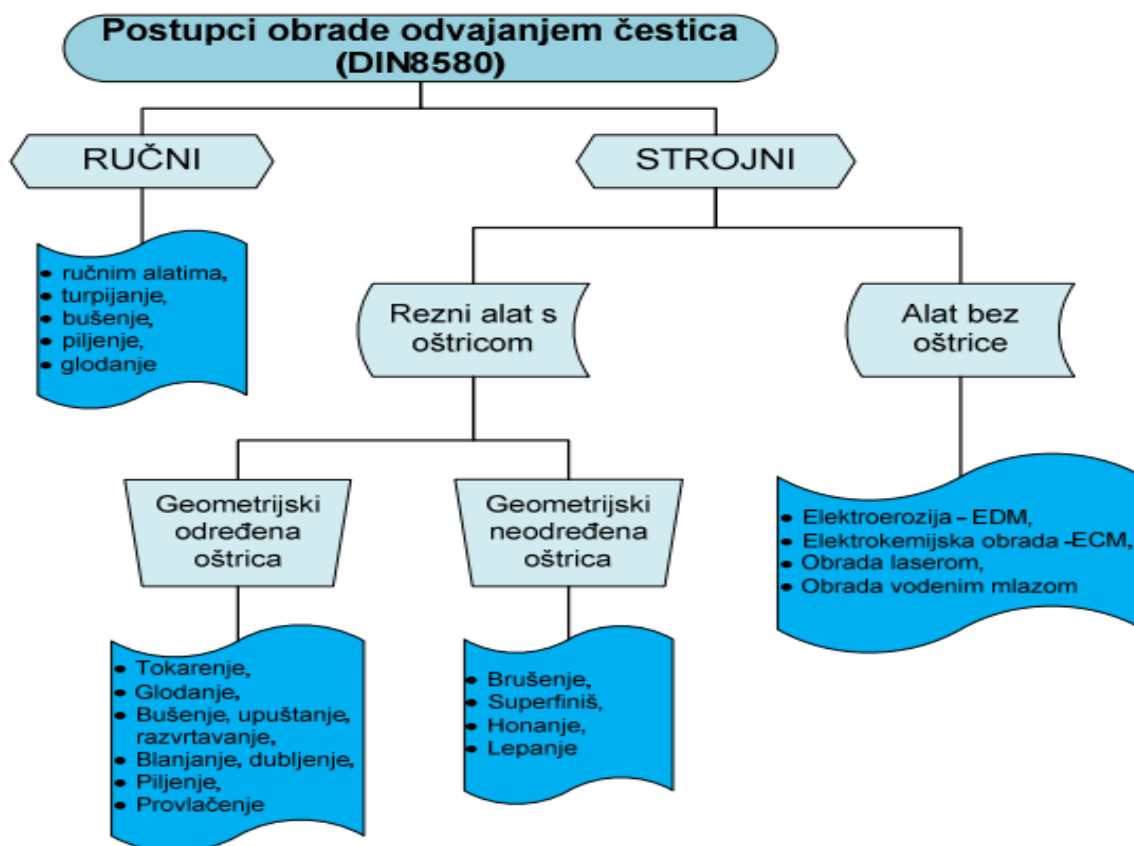 Postupci obrade odvajanjem čestica
(DIN8580)
RUČNI
STROJNI
• ručnim alatima,
• turpijanje,
• bušenje,
• piljenje,
• glodanje
Rezni alat s
oštricom
Alat bez
oštrice
Geometrijski
određena
oštrica
Geometrijski
neodređena
oštrica
• Elektroerozija – EDM,
• Elektrokemijska obrada -ECM,
• Obrada laserom,
• Obrada vodenim mlazom
• Tokarenje,
• Glodanje,
• Bušenje, upuštanje,
razvrtavanje,
• Blanjanje, dubljenje,
• Piljenje,
• Provlačenje
• Brušenje,
• Superfiniš,
• Honanje,
• Lepanje